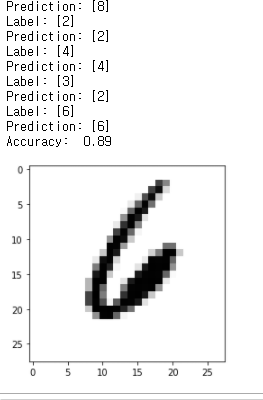 Prediction: [8]
Label: [2]
Prediction: [2]
Label: [4]
Prediction: [4]
Label: [3]
Prediction: [2]
Label: [6]
Prediction: [6]
Accuracy:  0.89
0
5
10
15
20
25
0 5 10 15 20 25